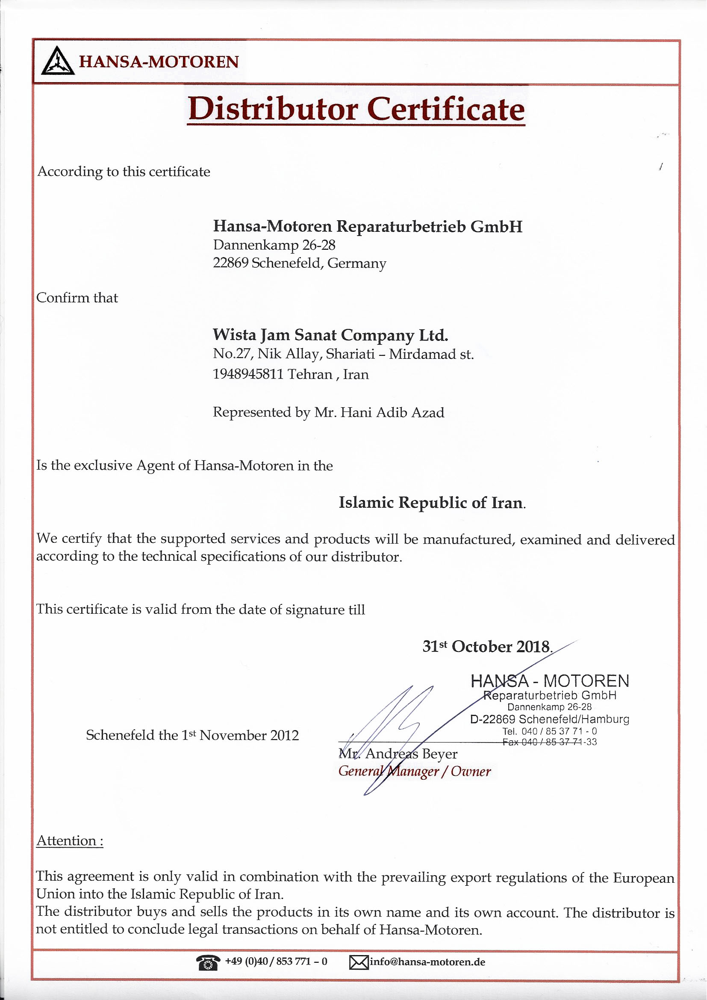 HANSA-MOTOREN
Distributor Certificate
According to this certificate
Hansa-Motoren Reparaturbetrieb GmbH
Dannenkamp 26-28
22869 Schenefeld, Germany
Confirm that
Wista Jam Sanat Company Ltd.
No.27, Nik Allay, Shariati – Mirdamad st.
1948945811 Tehran , Iran
Represented by Mr. Hani Adib Azad
Is the exclusive Agent of Hansa-Motoren in the
Islamic Republic of Iran.
We certify that the supported services and products will be manufactured, examined and delivered
according to the technical specifications of our distributor.
This certificate is valid from the date of signature till
31st October 2018.
HANSA - MOTOREN
Reparaturbetrieb GmbH
Dannenkamp 26-28
D-22869 Schenefeld/Hamburg
Tel. 040 / 85 37 71 - 0
Fax 040 / 85 37 71-33
Schenefeld the 1st November 2012
Mr. Andreas Beyer
General Manager / Owner
Attention :
This agreement is only valid in combination with the prevailing export regulations of the European
Union into the Islamic Republic of Iran.
The distributor buys and sells the products in its own name and its own account. The distributor is
not entitled to conclude legal transactions on behalf of Hansa-Motoren.
+49 (0)40 / 853 771 – 0 info@hansa-motoren.de